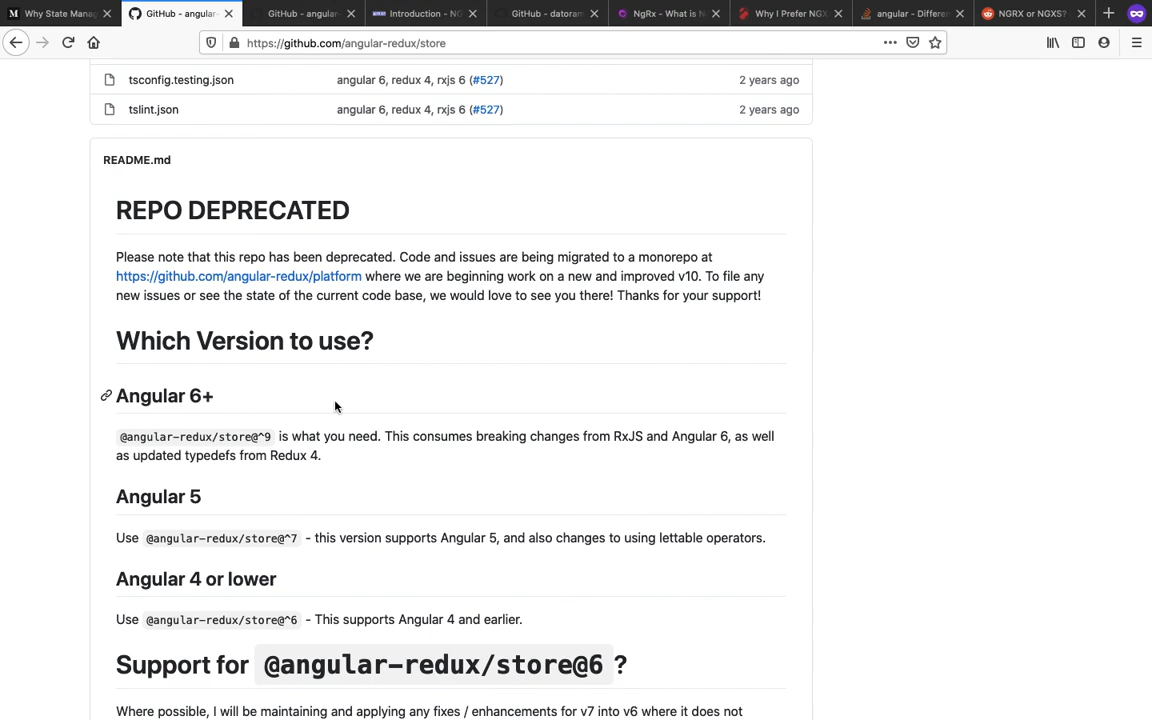 Why State Manag
GitHub - angular-
GitHub - angular-
Introduction - NG
GitHub - datoram
NgRx - What is N
Why I Prefer NGX
angular - Differen
NGRX or NGXS?
https://github.com/angular-redux/store
tsconfig.testing.json angular 6, redux 4, rxjs 6 (#527) 2 years ago
tslint.json angular 6, redux 4, rxjs 6 (#527) 2 years ago
README.md
REPO DEPRECATED
Please note that this repo has been deprecated. Code and issues are being migrated to a monorepo at
https://github.com/angular-redux/platform where we are beginning work on a new and improved v10. To file any
new issues or see the state of the current code base, we would love to see you there! Thanks for your support!
Which Version to use?
Angular 6+
@angular-redux/store@^9 is what you need. This consumes breaking changes from RxJS and Angular 6, as well
as updated typedefs from Redux 4.
Angular 5
Use @angular-redux/store@^7 - this version supports Angular 5, and also changes to using lettable operators.
Angular 4 or lower
Use @angular-redux/store@^6 - This supports Angular 4 and earlier.
Support for @angular-redux/store@6 ?
Where possible, I will be maintaining and applying any fixes / enhancements for v7 into v6 where it does not